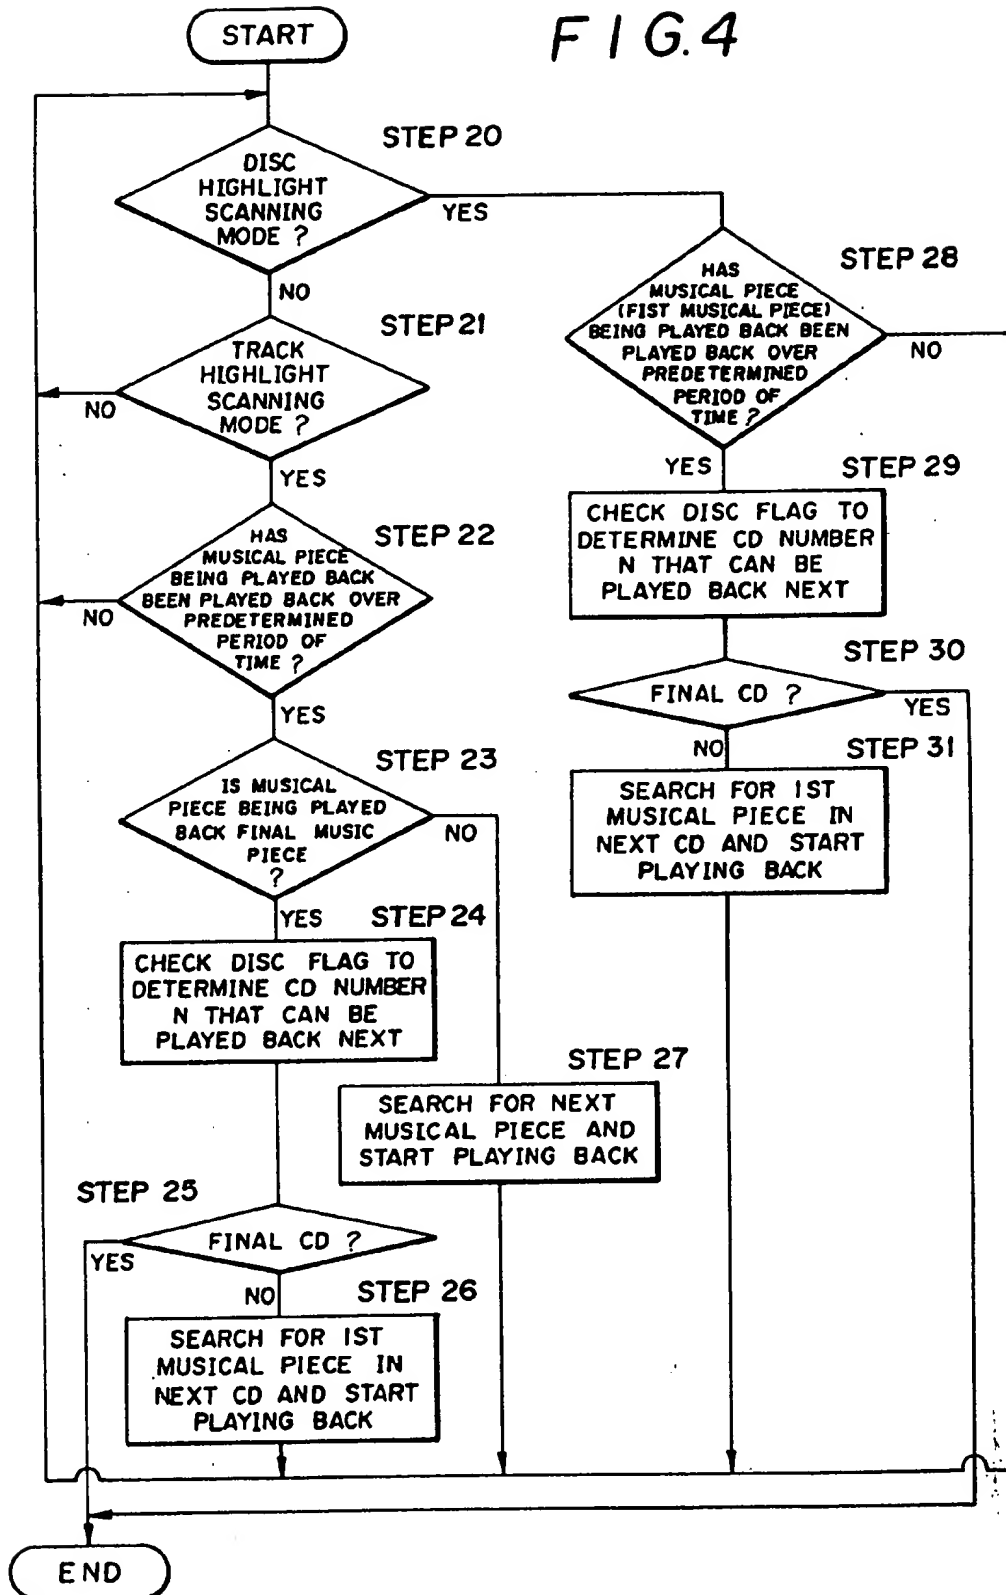 FIG.4
START
STEP 20
DISC
HIGHLIGHT
SCANNING
MODE ?
YES
NO
STEP 21
TRACK
HIGHLIGHT
SCANNING
MODE ?
NO
YES
STEP 22
HAS
MUSICAL PIECE
BEING PLAYED BACK
BEEN PLAYED BACK OVER
PREDETERMINED
PERIOD OF
TIME ?
NO
YES
STEP 23
IS MUSICAL
PIECE BEING PLAYED
BACK FINAL MUSIC
PIECE
?
NO
YES
STEP 24
CHECK DISC FLAG TO
DETERMINE CD NUMBER
N THAT CAN BE
PLAYED BACK NEXT
STEP 27
SEARCH FOR NEXT
MUSICAL PIECE AND
START PLAYING BACK
STEP 25
FINAL CD ?
YES
NO
STEP 26
SEARCH FOR 1ST
MUSICAL PIECE IN
NEXT CD AND START
PLAYING BACK
STEP 28
HAS
MUSICAL PIECE
(FIST MUSICAL PIECE)
BEING PLAYED BACK BEEN
PLAYED BACK OVER
PREDETERMINED
PERIOD OF
TIME ?
NO
YES
STEP 29
CHECK DISC FLAG TO
DETERMINE CD NUMBER
N THAT CAN BE
PLAYED BACK NEXT
STEP 30
FINAL CD ?
YES
NO
STEP 31
SEARCH FOR 1ST
MUSICAL PIECE IN
NEXT CD AND START
PLAYING BACK
END